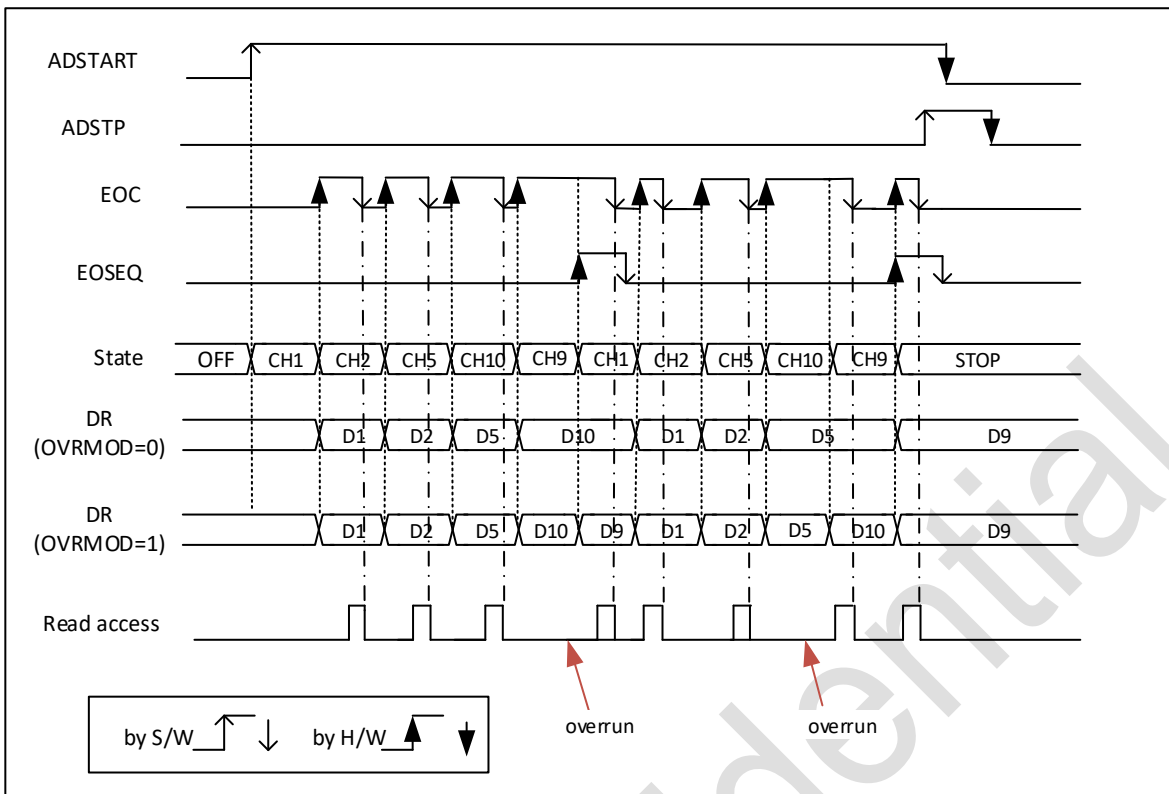 ADSTART
ADSTP
EOC
EOSEQ
State OFF CH1 CH2 CH5 CH10 CH9 CH1 CH2 CH5 CH10 CH9 STOP
DR
(OVRMOD=0)
D1 D2 D5 D10 D1 D2 D5 D9
DR
(OVRMOD=1)
D1 D2 D5 D10 D9 D1 D2 D5 D10 D9
Read access
overrun overrun
by S/W by H/W
idential